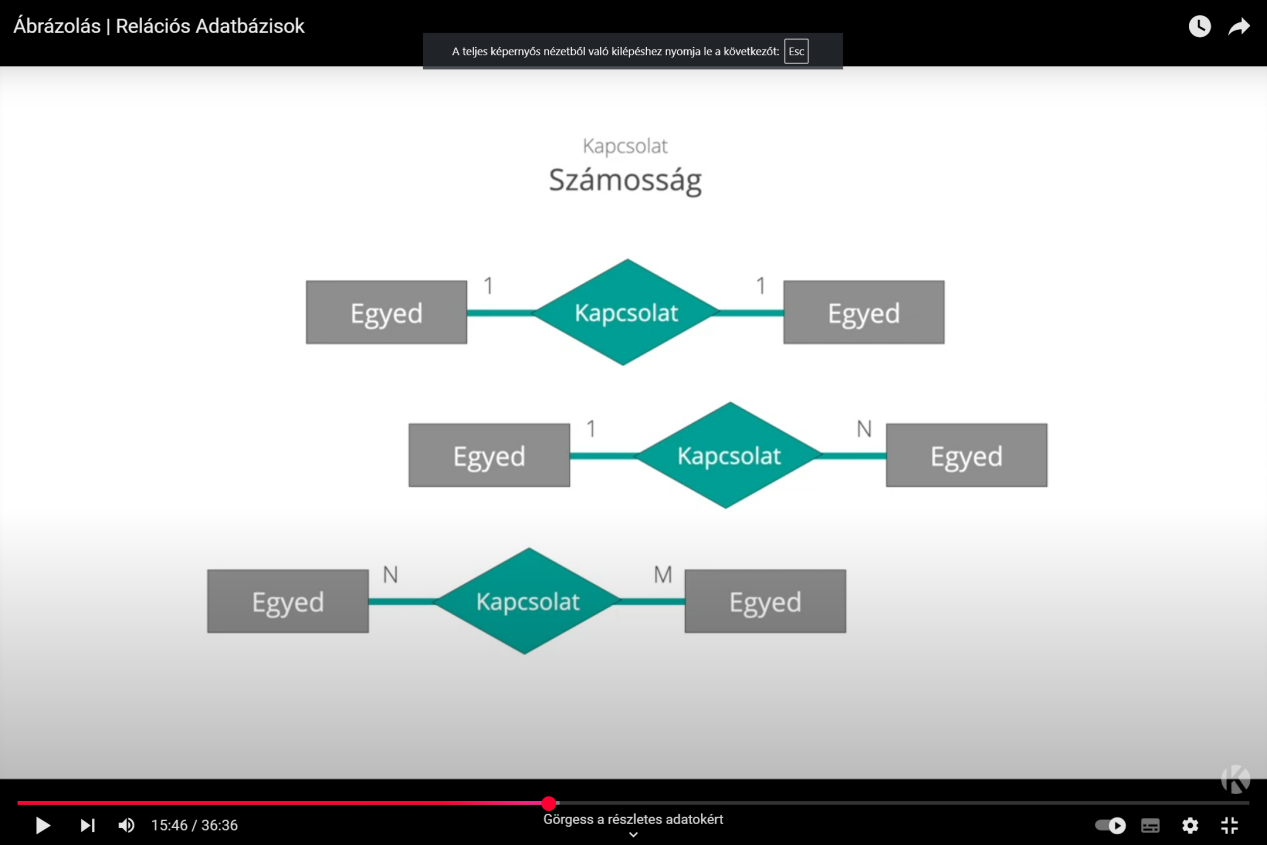 Ábrázolás | Relációs Adatbázisok
A teljes képernyős nézetből való kilépéshez nyomja le a következőt: Esc
Kapcsolat
Számosság
1 1
Egyed Kapcsolat Egyed
1 N
Egyed Kapcsolat Egyed
N M
Egyed Kapcsolat Egyed
15:46 / 36:36
Görgess a részletes adatokért